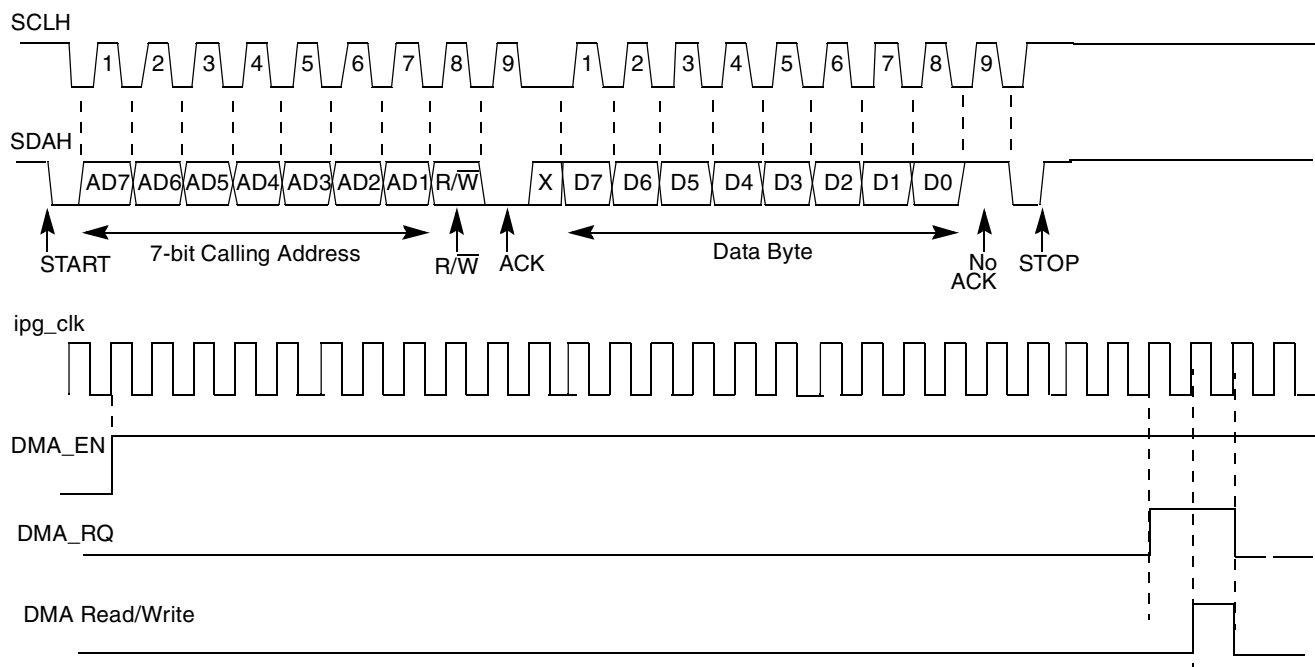 SCLH
1 2 3 4 5 6 7 8 9 1 2 3 4 5 6 7 8 9
SDAH
AD7 AD6 AD5 AD4 AD3 AD2 AD1 R/W̅ X D7 D6 D5 D4 D3 D2 D1 D0
START 7-bit Calling Address R/W̅ ACK Data Byte No ACK STOP
ipg_clk
DMA_EN
DMA_RQ
DMA Read/Write